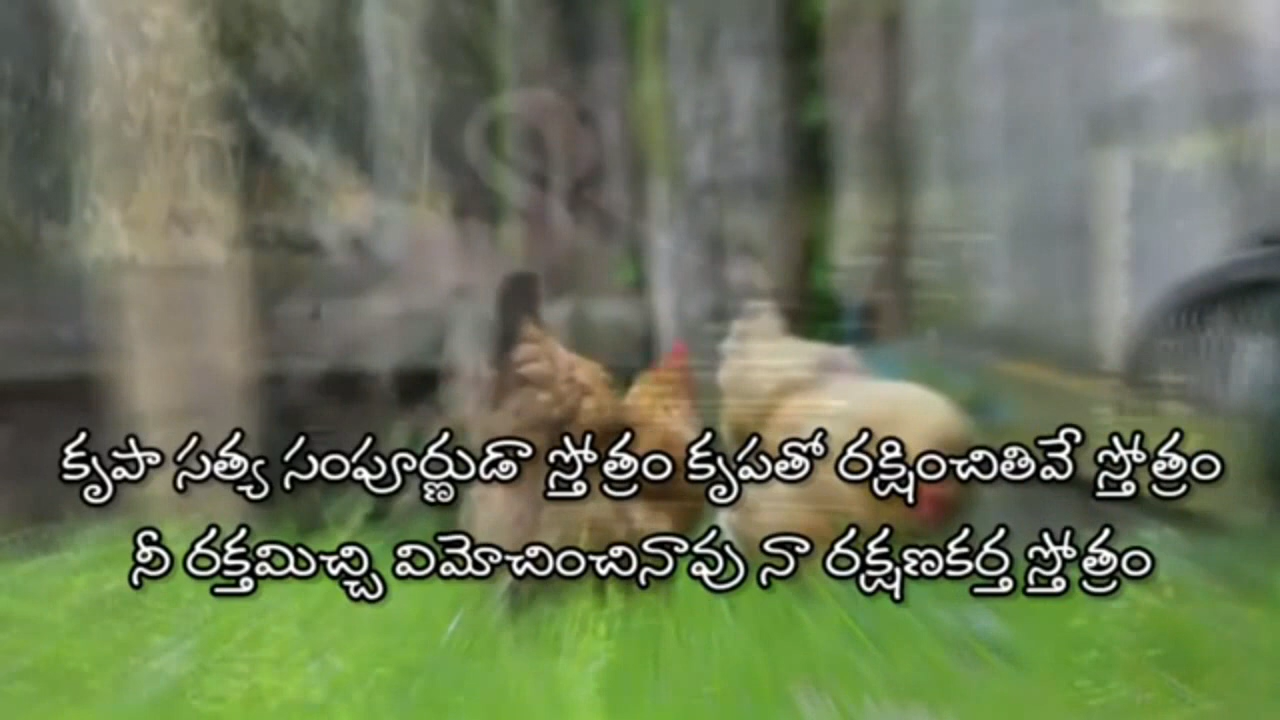 కృపా సత్య సంపూర్ణుడా స్తోత్రం కృపతో రక్షించితివే స్తోత్రం
నీ రక్తమిచ్చి విమోచించినావు నా రక్షణకర్త స్తోత్రం